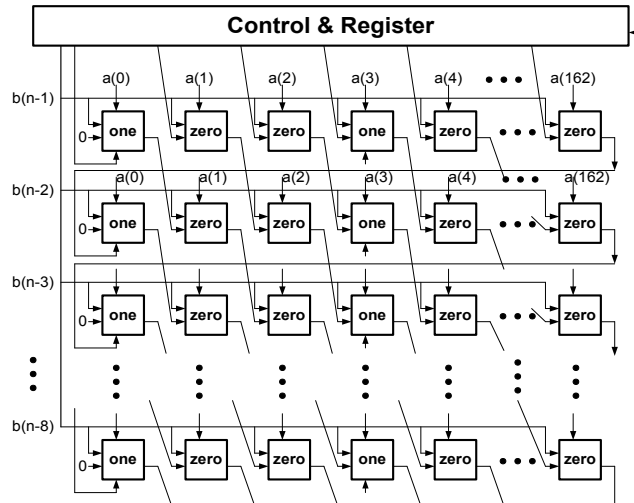 Control & Register
a(0) a(1) a(2) a(3) a(4) a(162)
b(n-1)
0 one zero zero one zero zero
a(0) a(1) a(2) a(3) a(4) a(162)
b(n-2)
0 one zero zero one zero zero
b(n-3)
0 one zero zero one zero zero
b(n-8)
0 one zero zero one zero zero